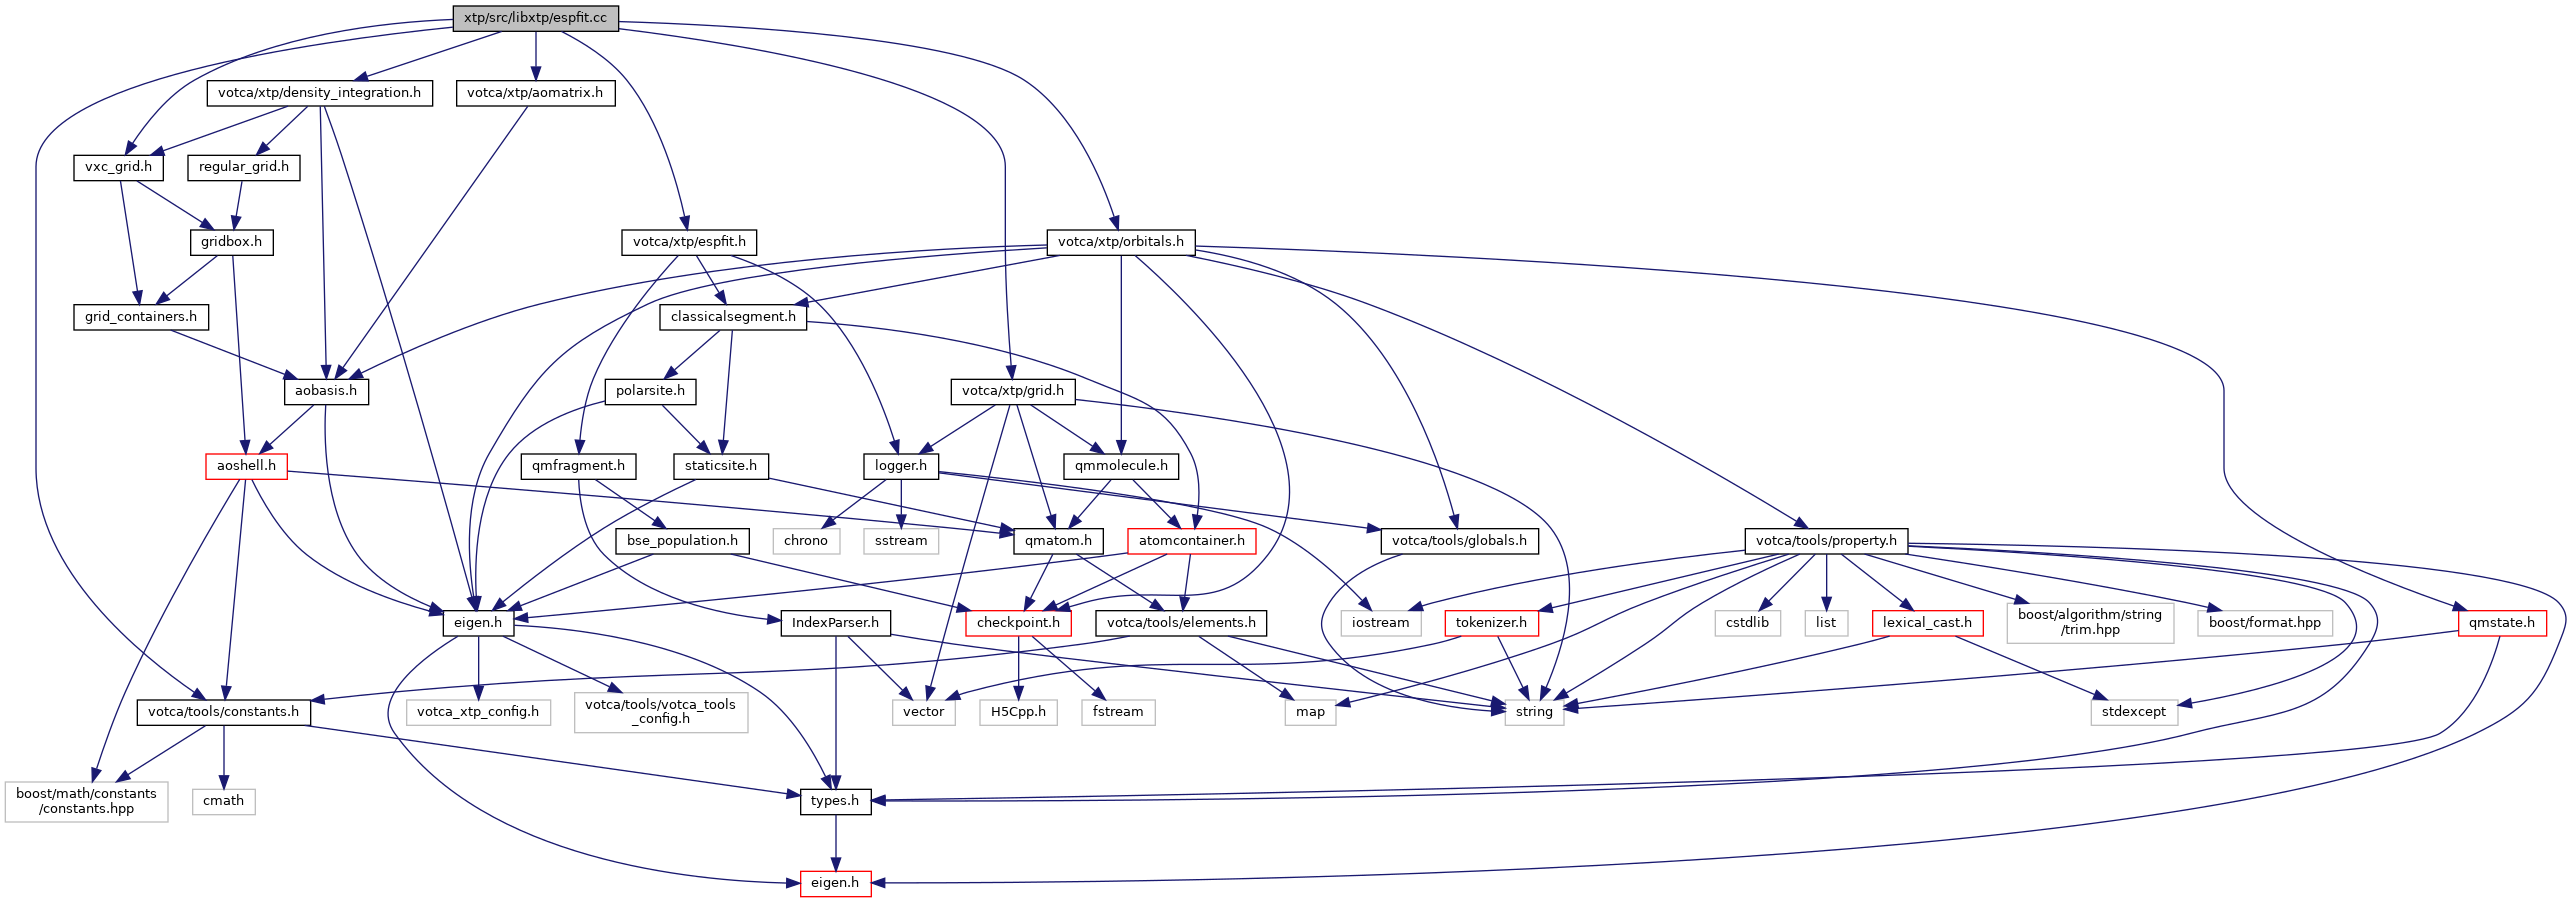 xtp/src/libxtp/espfit.cc
votca/xtp/density_integration.h
votca/xtp/aomatrix.h
vxc_grid.h
regular_grid.h
gridbox.h
votca/xtp/espfit.h
votca/xtp/orbitals.h
grid_containers.h
classicalsegment.h
aobasis.h
polarsite.h
votca/xtp/grid.h
aoshell.h
qmfragment.h
staticsite.h
logger.h
qmmolecule.h
bse_population.h
chrono
sstream
qmatom.h
atomcontainer.h
votca/tools/globals.h
votca/tools/property.h
eigen.h
IndexParser.h
checkpoint.h
votca/tools/elements.h
iostream
tokenizer.h
cstdlib
list
lexical_cast.h
boost/algorithm/string
/trim.hpp
boost/format.hpp
qmstate.h
votca/tools/constants.h
votca_xtp_config.h
votca/tools/votca_tools
_config.h
vector
H5Cpp.h
fstream
map
string
stdexcept
boost/math/constants
/constants.hpp
cmath
types.h
eigen.h